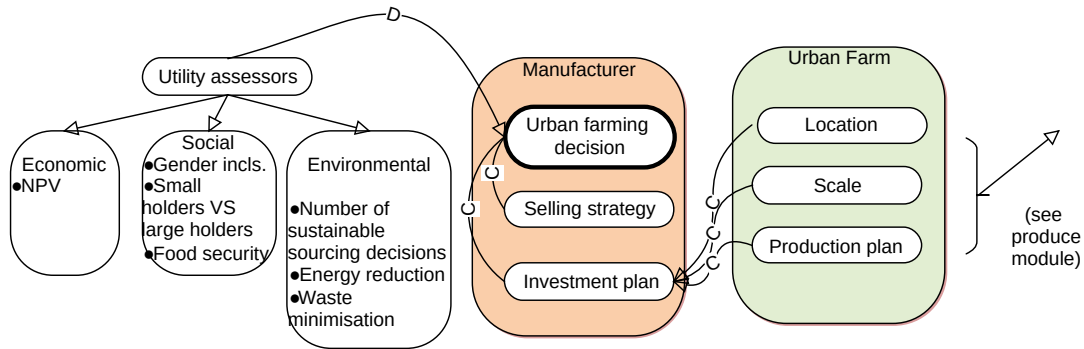 D
Utility assessors
Economic
●NPV
Social
●Gender incls.
●Small
holders VS
large holders
●Food security
Environmental
●Number of
sustainable
sourcing decisions
●Energy reduction
●Waste
minimisation
Manufacturer
Urban farming
decision
C
C
Selling strategy
Investment plan
Urban Farm
Location
Scale
Production plan
C
C
C
(see
produce
module)